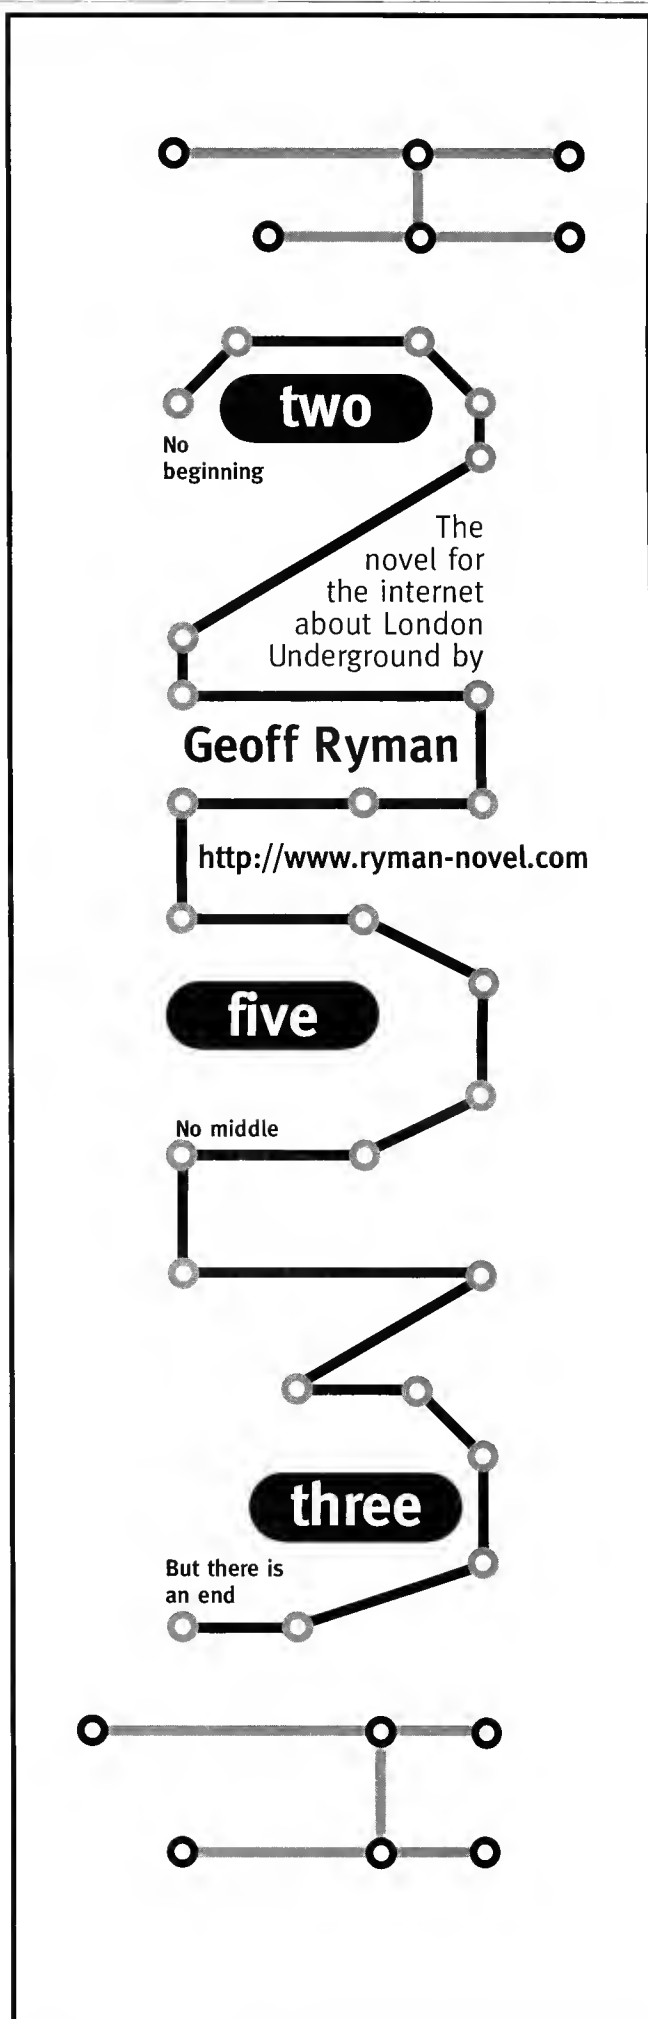 two
No
beginning
The
novel for
the internet
about London
Underground by
Geoff Ryman
http://www.ryman-novel.com
five
No middle
three
But there is
an end